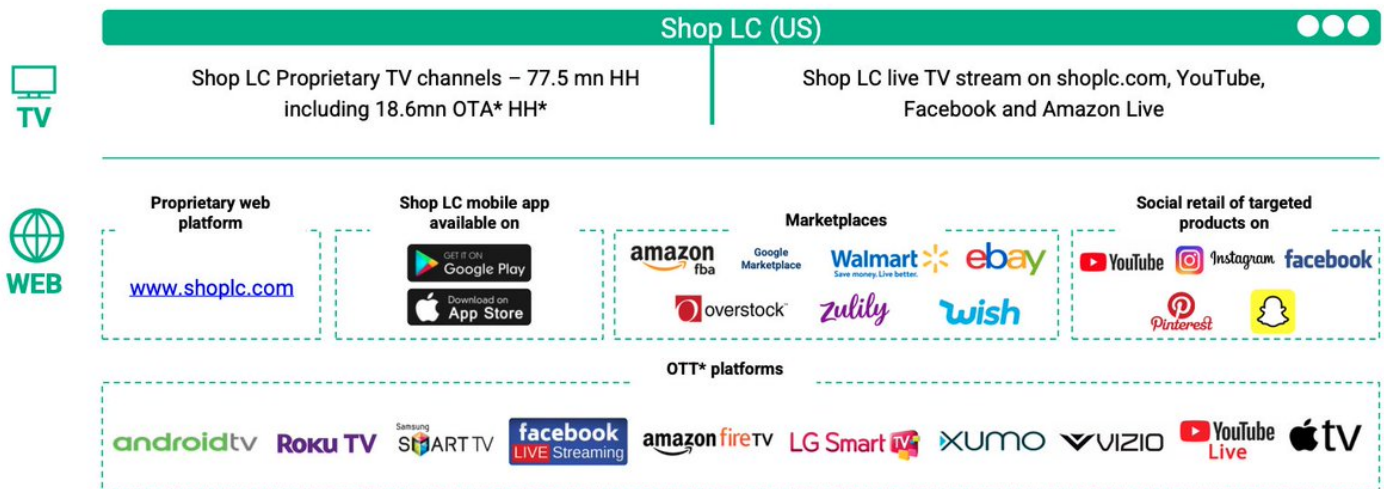 Shop LC (US)
TV
Shop LC Proprietary TV channels – 77.5 mn HH
including 18.6mn OTA* HH*
Shop LC live TV stream on shoplc.com, YouTube,
Facebook and Amazon Live
WEB
Proprietary web
platform
www.shoplc.com
Shop LC mobile app
available on
GET IT ON
Google Play
Download on
App Store
Marketplaces
amazon
fba
Google
Marketplace
Walmart
Save money. Live better.
ebay
overstock™
zulily
wish
Social retail of targeted
products on
YouTube
Instagram
facebook
Pinterest
OTT* platforms
androidtv
ROKU TV
Samsung
SMART TV
facebook
LIVE Streaming
amazon fireTV
LG Smart TV
XUMO
VIZIO
YouTube
Live
tv